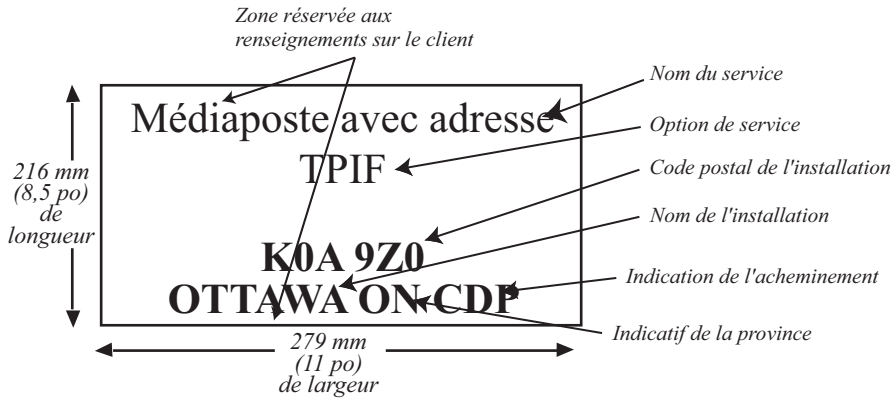 Zone réservée aux
renseignements sur le client
Nom du service
Médiaposte avec adresse
Option de service
TPIF
Code postal de l'installation
216 mm
(8,5 po)
de
longueur
Nom de l'installation
K0A 9Z0
Indication de l'acheminement
OTTAWA ON CDP
Indicatif de la province
279 mm
(11 po)
de largeur